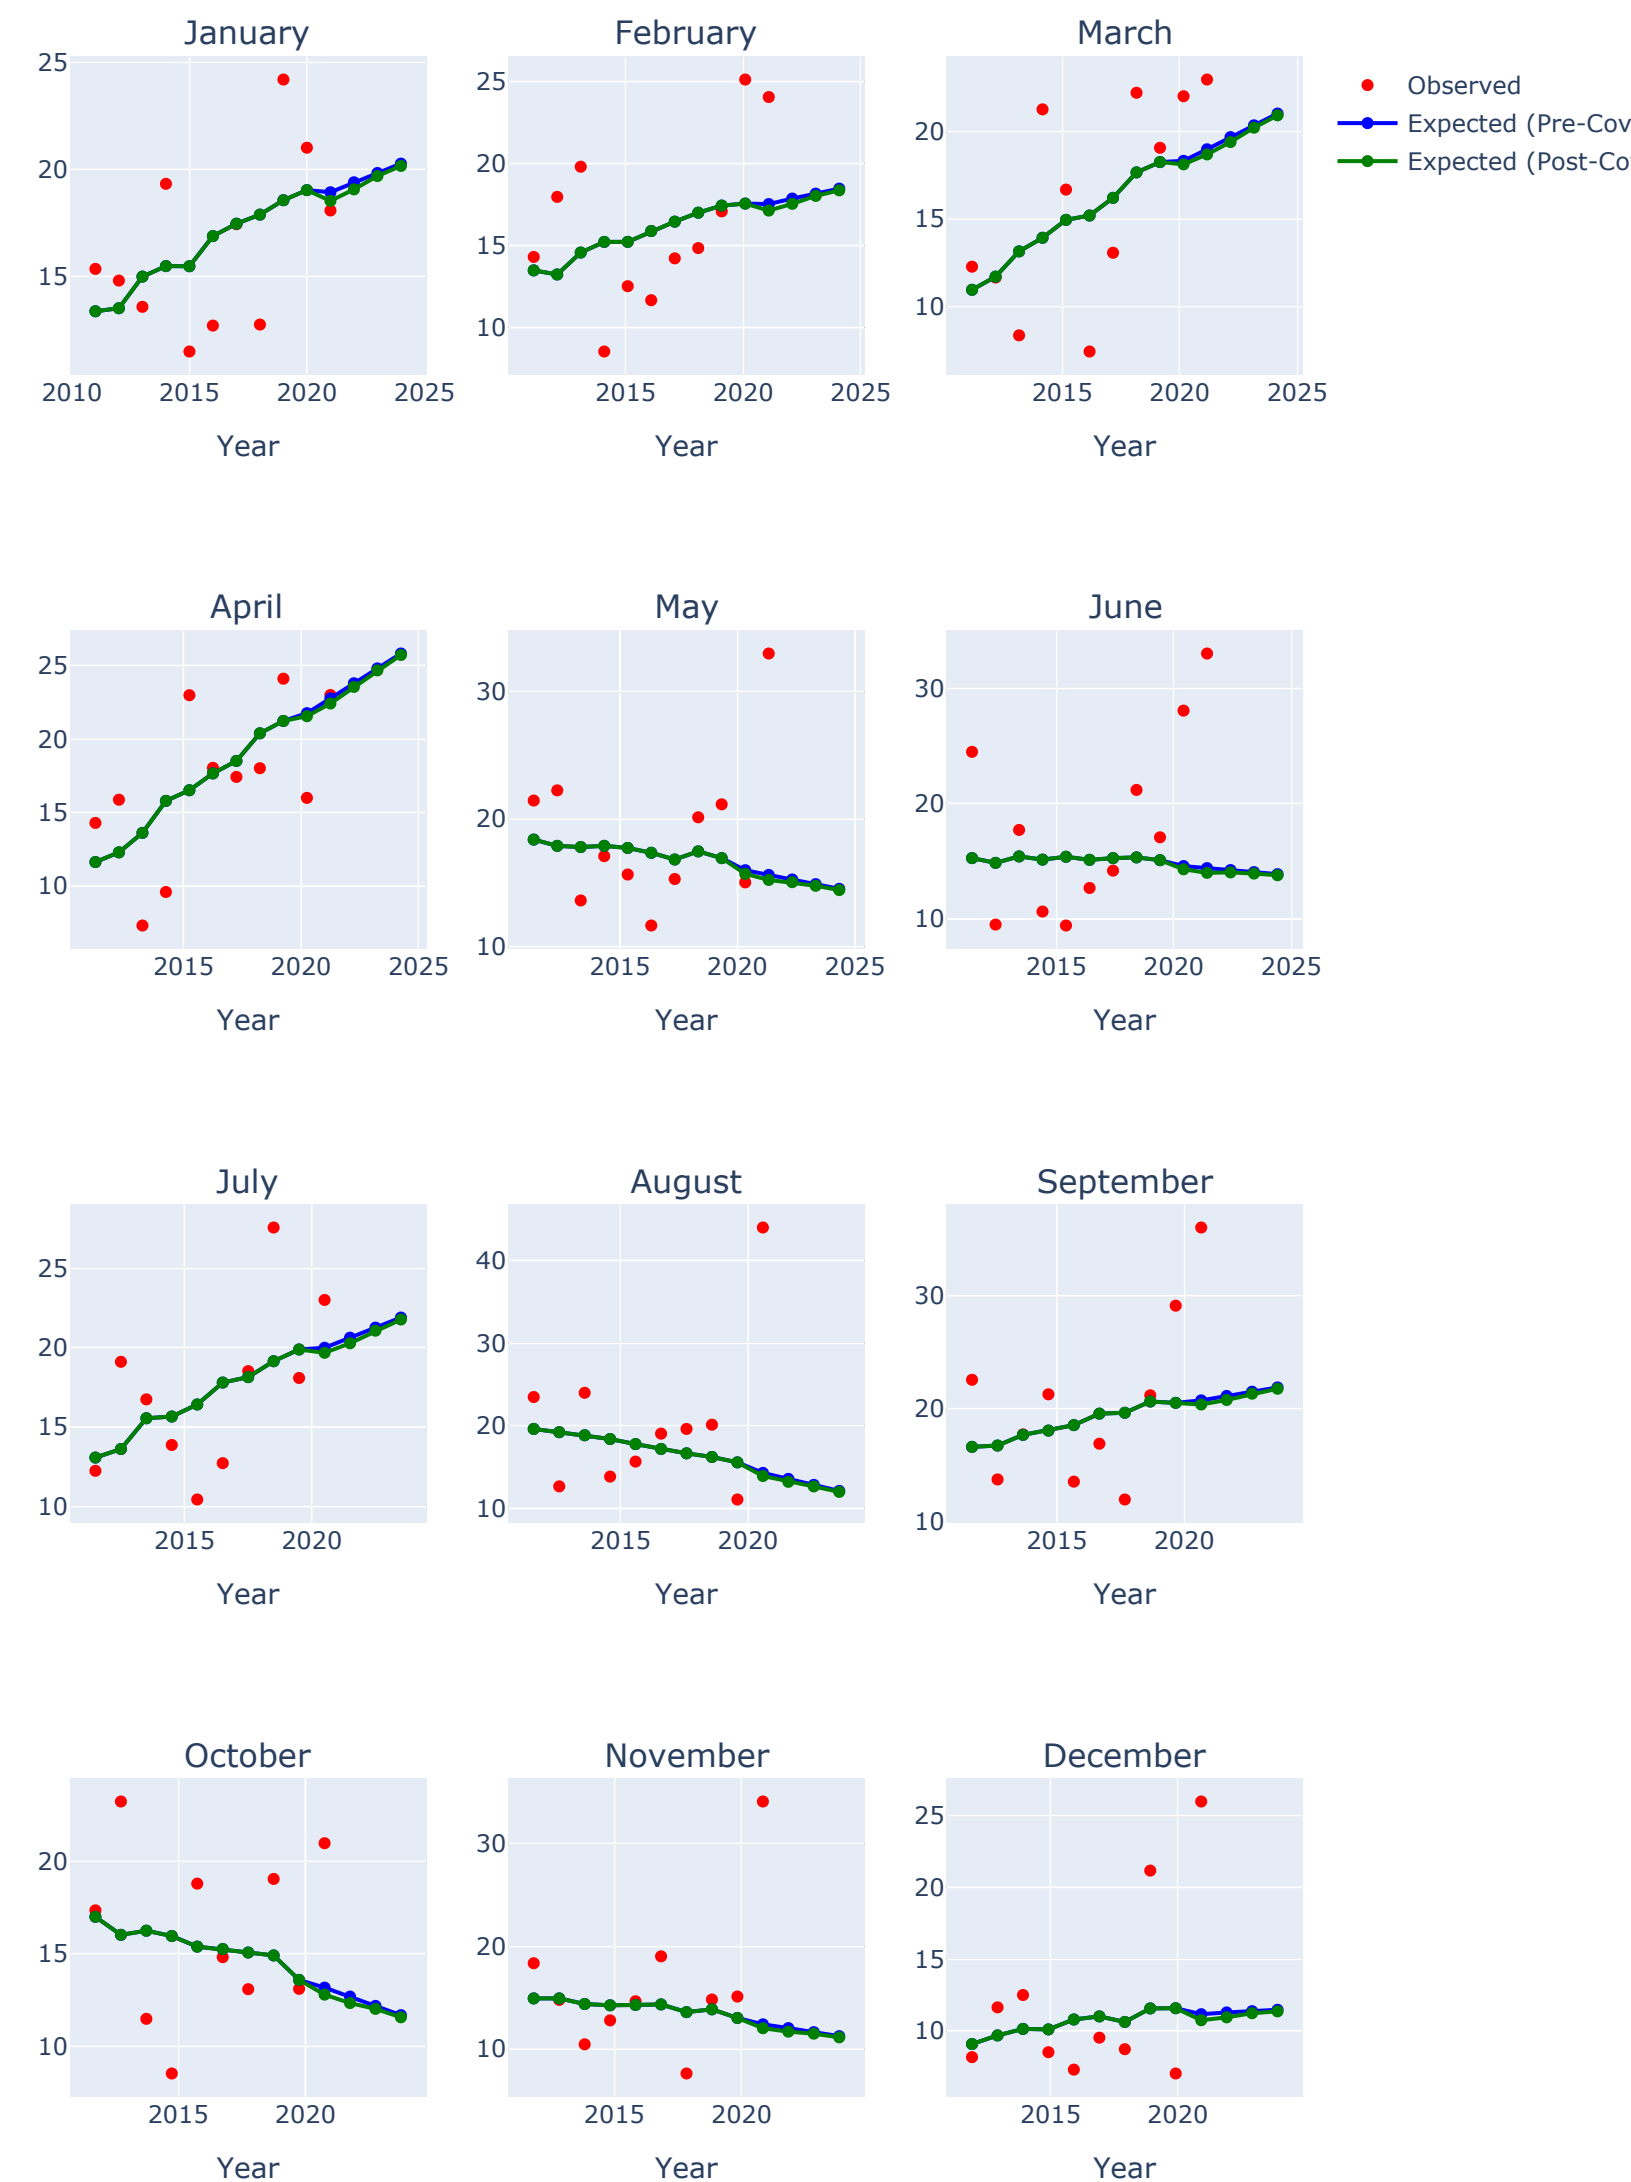 January
February
March
25
20
15
2010
2015
2020
2025
Year
25
20
15
10
2015
2020
2025
Year
20
15
10
2015
2020
2025
Year
Observed
Expected (Pre-Cov
Expected (Post-Co
April
May
June
25
20
15
10
2015
2020
2025
Year
30
20
10
2015
2020
2025
Year
30
20
10
2015
2020
2025
Year
July
August
September
25
20
15
10
2015
2020
Year
40
30
20
10
2015
2020
Year
30
20
10
2015
2020
Year
October
November
December
20
15
10
2015
2020
Year
30
20
10
2015
2020
Year
25
20
15
10
2015
2020
Year